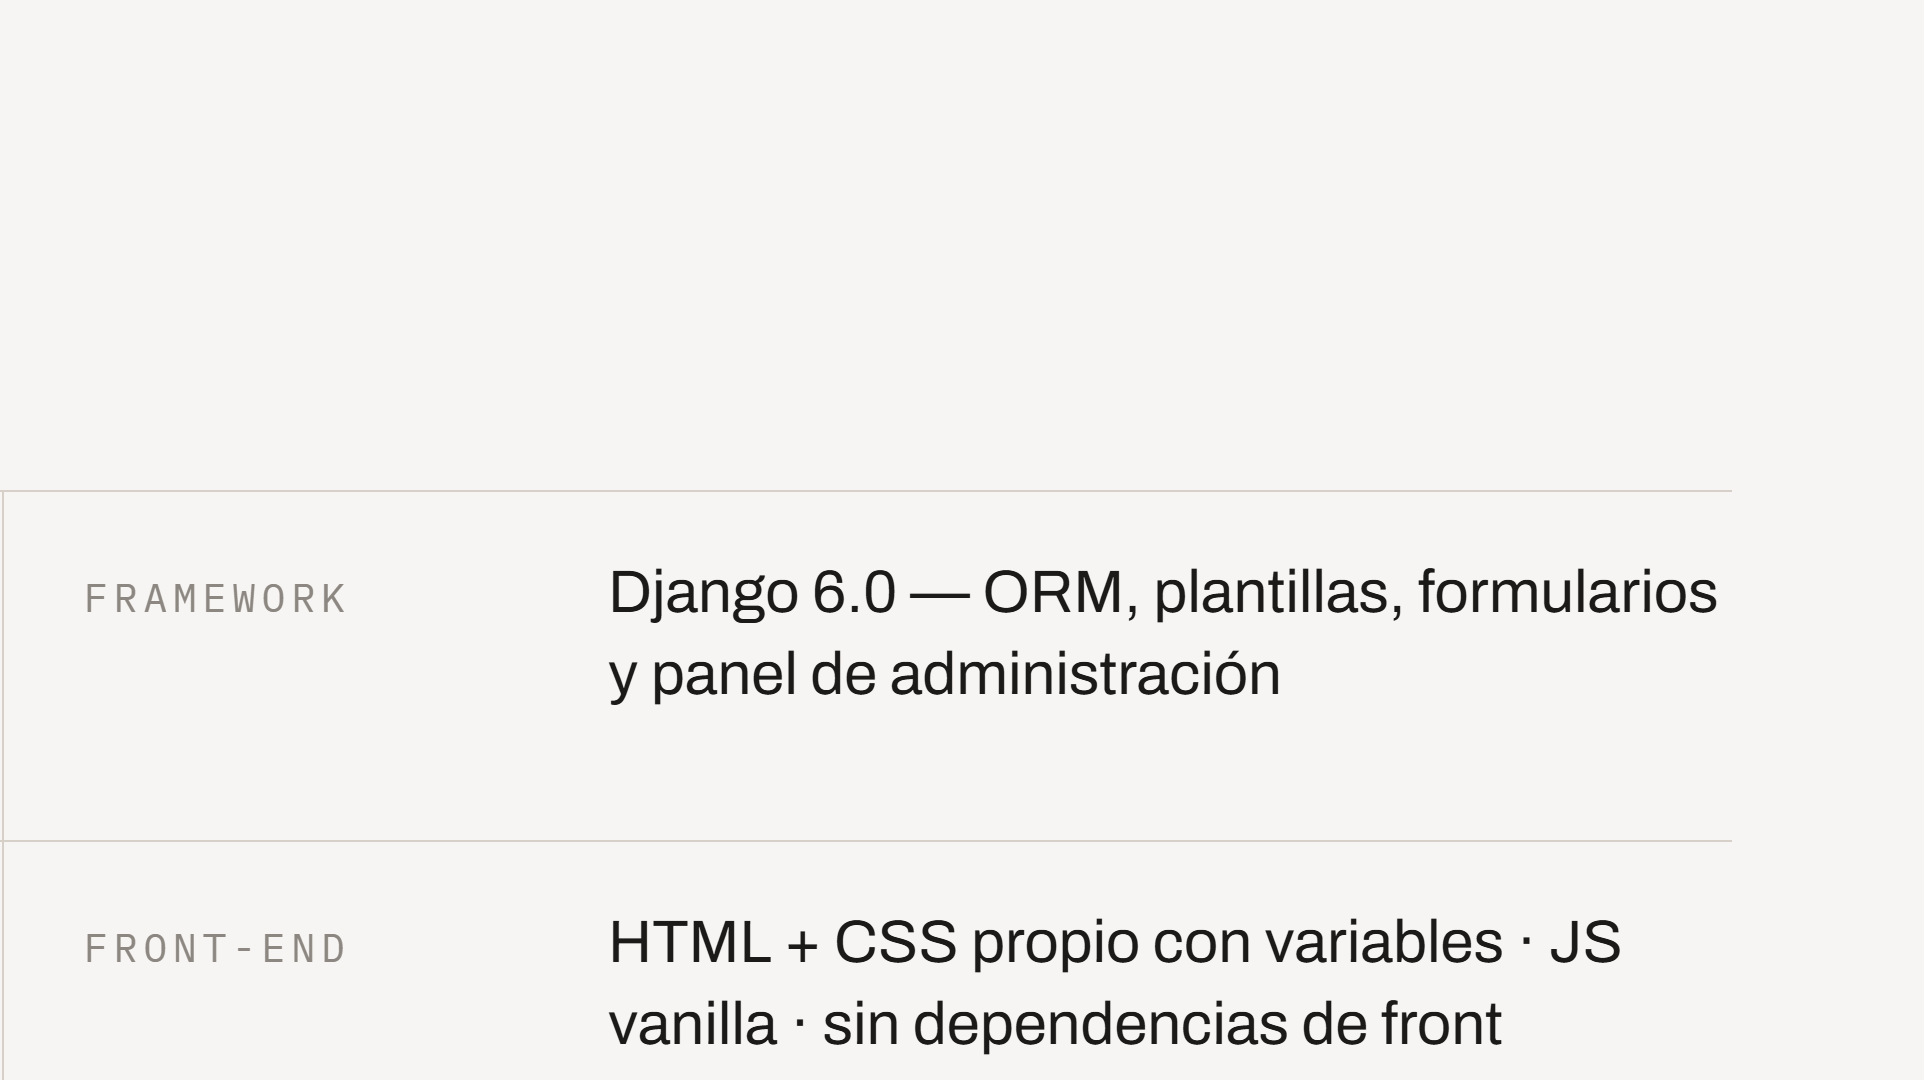 FRAMEWORK
Django 6.0 — ORM, plantillas, formularios
y panel de administración
FRONT-END
HTML + CSS propio con variables · JS
vanilla · sin dependencias de front